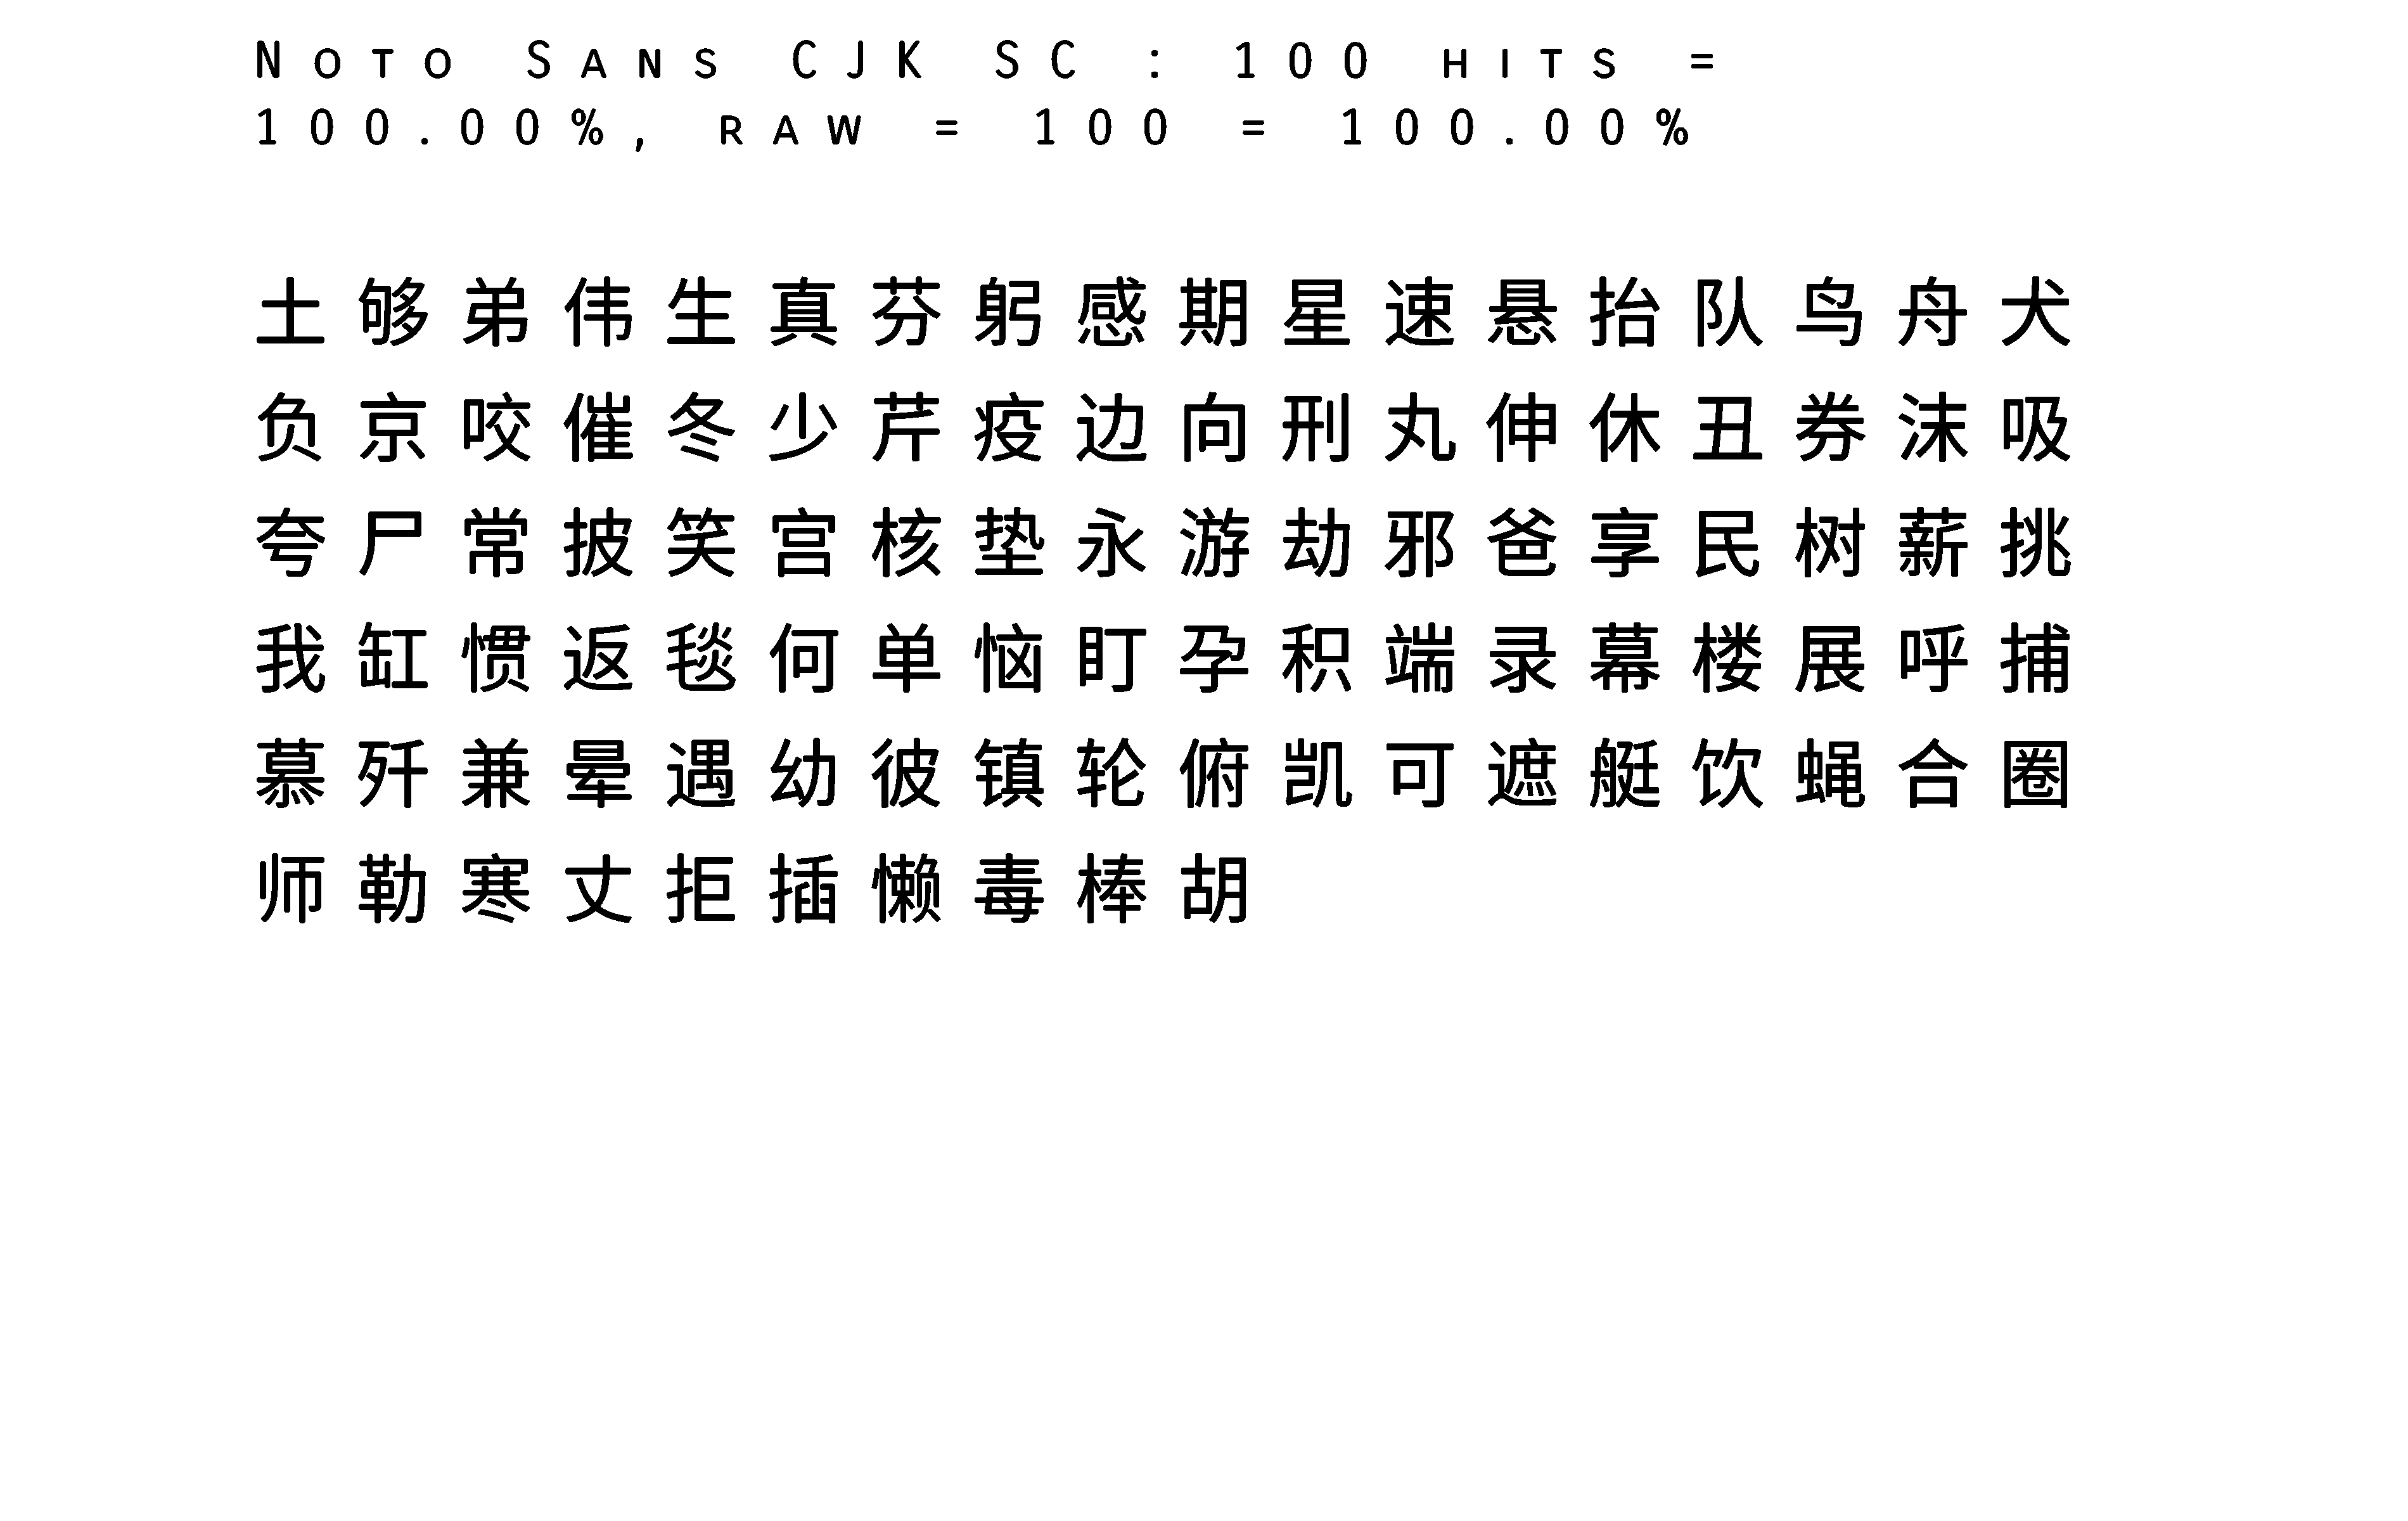 Noto Sans CJK SC : 100 hits =
100.00%, raw = 100 = 100.00%
土够弟伟生真芬躬感期星速悬抬队鸟舟犬
负京咬催冬少芹疫边向刑丸伸休丑券沫吸
夸尸常披笑宫核垫永游劫邪爸享民树薪挑
我缸惯返毯何单恼盯孕积端录幕楼展呼捕
慕歼兼晕遇幼彼镇轮俯凯可遮艇饮蝇合圈
师勒寒丈拒插懒毒棒胡